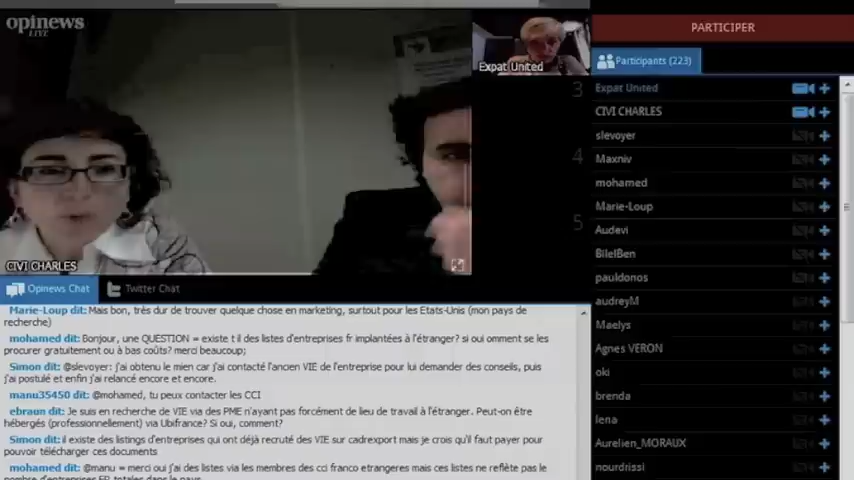 opinews
LIVE
Expat United
CIVI CHARLES
3
4
5
PARTICIPER
Participants (223)
Expat United
CIVI CHARLES
slevoyer
Maxniv
mohamed
Marie-Loup
Audevi
BilelBen
pauldonos
audreyM
Maelys
Agnes VERON
oki
brenda
lena
Aurelien_MORAUX
nourdrissi
Opinews Chat
Twitter Chat
Marie-Loup dit: Mais bon, très dur de trouver quelque chose en marketing, surtout pour les Etats-Unis (mon pays de
recherche)
mohamed dit: Bonjour, une QUESTION = existe t il des listes d'entreprises fr implantées à l'étranger? si oui omment se les
procurer gratuitement ou à bas coûts? merci beaucoup;
Simon dit: @slevoyer: j'ai obtenu le mien car j'ai contacté l'ancien VIE de l'entreprise pour lui demander des conseils, puis
j'ai postulé et enfin j'ai relancé encore et encore.
manu35450 dit: @mohamed, tu peux contacter les CCI
ebraun dit: Je suis en recherche de VIE via des PME n'ayant pas forcément de lieu de travail à l'étranger. Peut-on être
hébergés (professionnellement) via Ubifrance? Si oui, comment?
Simon dit: il existe des listings d'entreprises qui ont déjà recruté des VIE sur cadrexport mais je crois qu'il faut payer pour
pouvoir télécharger ces documents
mohamed dit: @manu = merci oui j'ai des listes via les membres des cci franco etrangeres mais ces listes ne reflète pas le
nombre d'entreprises FR totales dans le pays